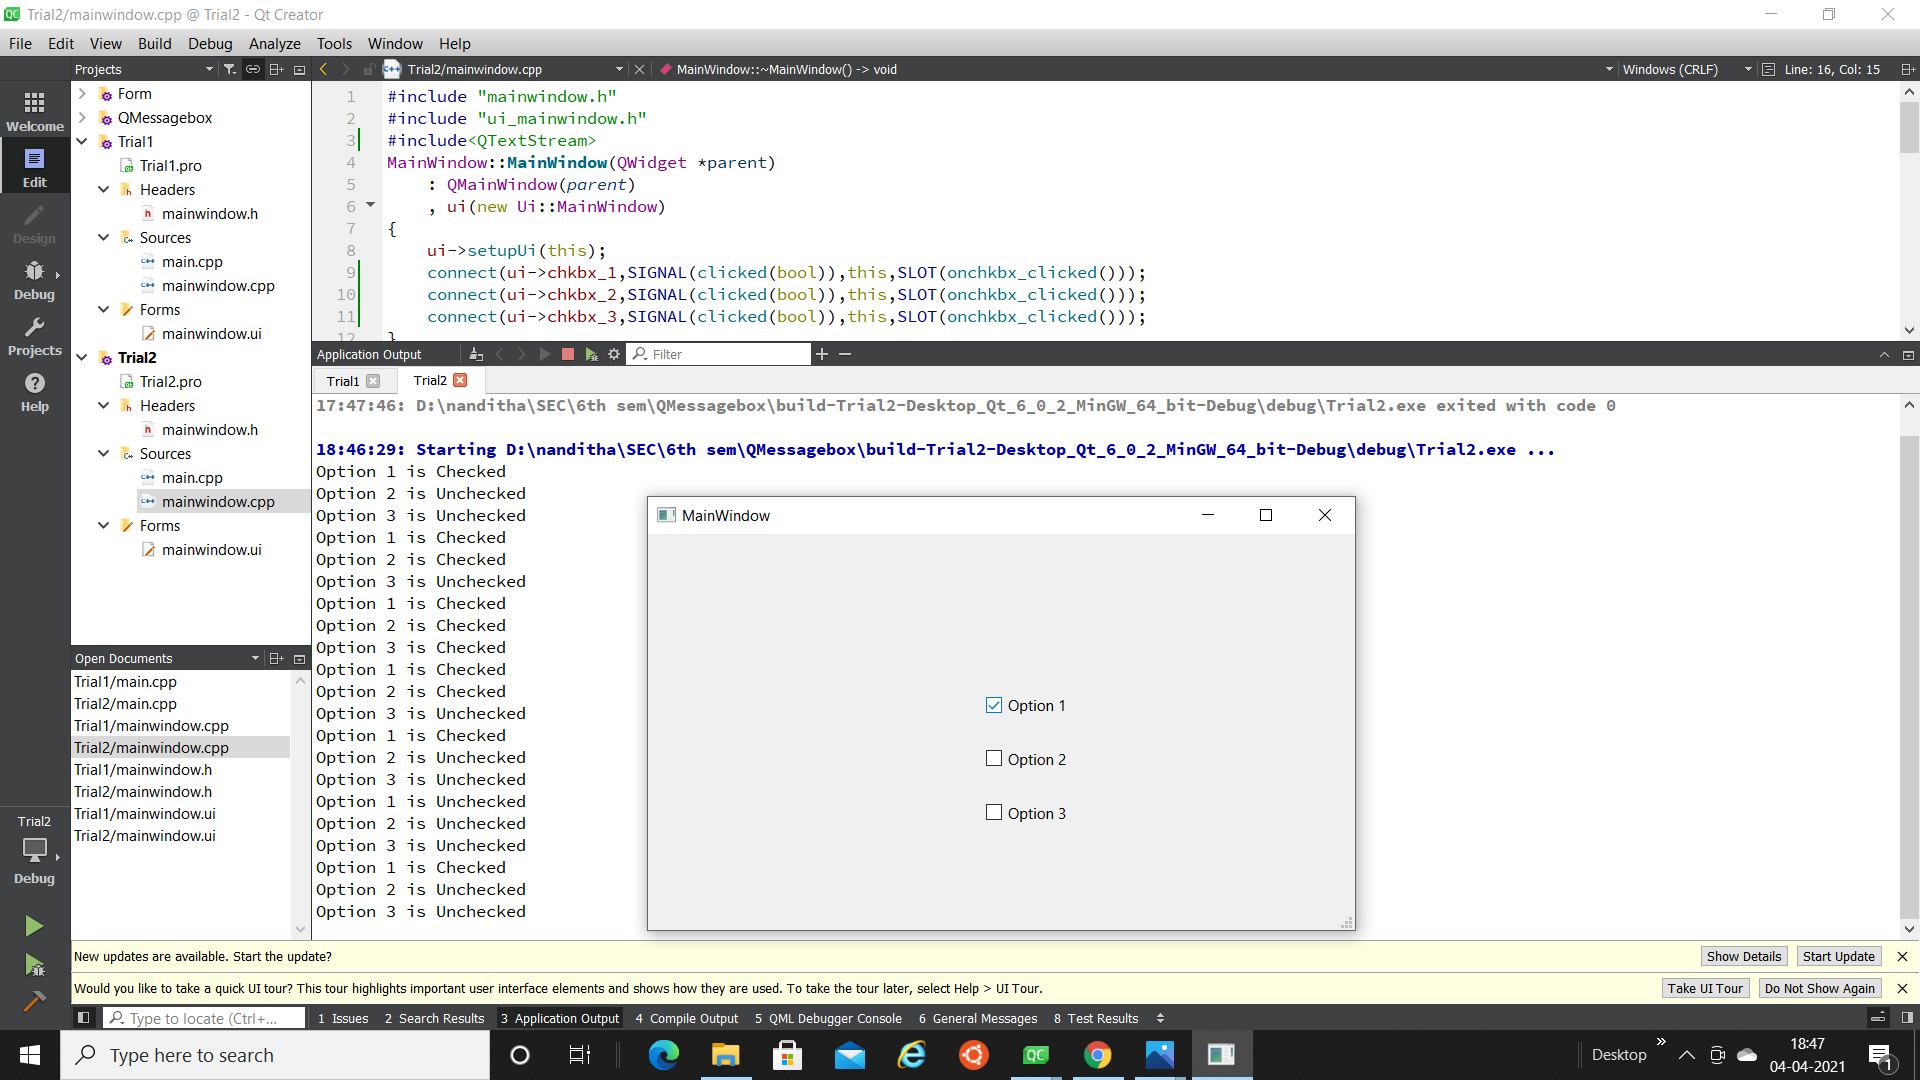 Trial2/mainwindow.cpp @ Trial2 - Qt Creator
File Edit View Build Debug Analyze Tools Window Help
Projects
Trial2/mainwindow.cpp
MainWindow::~MainWindow() -> void
Windows (CRLF)
Line: 16, Col: 15
Welcome
Edit
Design
Debug
Projects
Help
Form
QMessagebox
Trial1
Trial1.pro
Headers
mainwindow.h
Sources
main.cpp
mainwindow.cpp
Forms
mainwindow.ui
Trial2
Trial2.pro
Headers
mainwindow.h
Sources
main.cpp
mainwindow.cpp
Forms
mainwindow.ui
1 #include "mainwindow.h"
2 #include "ui_mainwindow.h"
3 #include<QTextStream>
4 MainWindow::MainWindow(QWidget *parent)
5 : QMainWindow(parent)
6 , ui(new Ui::MainWindow)
7 {
8 ui->setupUi(this);
9 connect(ui->chkbx_1,SIGNAL(clicked(bool)),this,SLOT(onchkbx_clicked()));
10 connect(ui->chkbx_2,SIGNAL(clicked(bool)),this,SLOT(onchkbx_clicked()));
11 connect(ui->chkbx_3,SIGNAL(clicked(bool)),this,SLOT(onchkbx_clicked()));
12 }
Application Output
Filter
Trial1 Trial2
17:47:46: D:\nanditha\SEC\6th sem\QMessagebox\build-Trial2-Desktop_Qt_6_0_2_MinGW_64_bit-Debug\debug\Trial2.exe exited with code 0
18:46:29: Starting D:\nanditha\SEC\6th sem\QMessagebox\build-Trial2-Desktop_Qt_6_0_2_MinGW_64_bit-Debug\debug\Trial2.exe ...
Option 1 is Checked
Option 2 is Unchecked
Option 3 is Unchecked
Option 1 is Checked
Option 2 is Checked
Option 3 is Unchecked
Option 1 is Checked
Option 2 is Checked
Option 3 is Checked
Option 1 is Checked
Option 2 is Checked
Option 3 is Unchecked
Option 1 is Checked
Option 2 is Unchecked
Option 3 is Unchecked
Option 1 is Unchecked
Option 2 is Unchecked
Option 3 is Unchecked
Option 1 is Checked
Option 2 is Unchecked
Option 3 is Unchecked
MainWindow
Option 1
Option 2
Option 3
Open Documents
Trial1/main.cpp
Trial2/main.cpp
Trial1/mainwindow.cpp
Trial2/mainwindow.cpp
Trial1/mainwindow.h
Trial2/mainwindow.h
Trial1/mainwindow.ui
Trial2/mainwindow.ui
Trial2
Debug
New updates are available. Start the update?
Show Details
Start Update
Would you like to take a quick UI tour? This tour highlights important user interface elements and shows how they are used. To take the tour later, select Help > UI Tour.
Take UI Tour
Do Not Show Again
Type to locate (Ctrl+...
1 Issues 2 Search Results 3 Application Output 4 Compile Output 5 QML Debugger Console 6 General Messages 8 Test Results
Type here to search
Desktop
18:47
04-04-2021
1